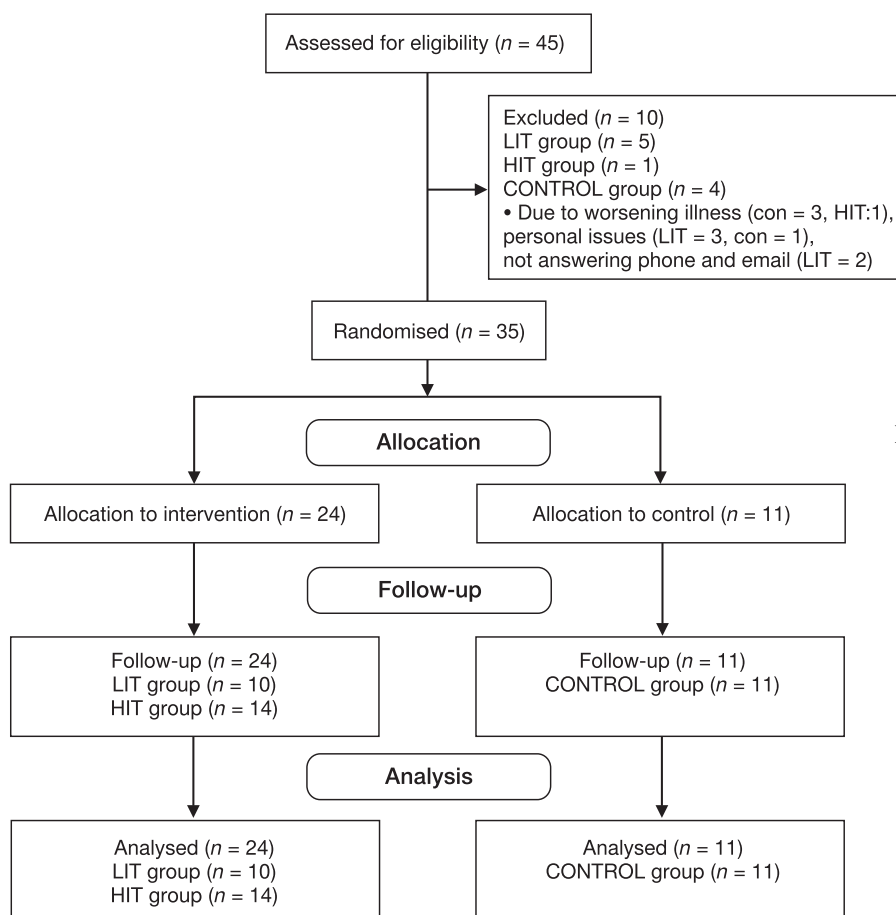 Assessed for eligibility (n = 45)
Excluded (n = 10)
LIT group (n = 5)
HIT group (n = 1)
CONTROL group (n = 4)
• Due to worsening illness (con = 3, HIT:1),
personal issues (LIT = 3, con = 1),
not answering phone and email (LIT = 2)
Randomised (n = 35)
Allocation
Allocation to intervention (n = 24)
Allocation to control (n = 11)
Follow-up
Follow-up (n = 24)
LIT group (n = 10)
HIT group (n = 14)
Follow-up (n = 11)
CONTROL group (n = 11)
Analysis
Analysed (n = 24)
LIT group (n = 10)
HIT group (n = 14)
Analysed (n = 11)
CONTROL group (n = 11)